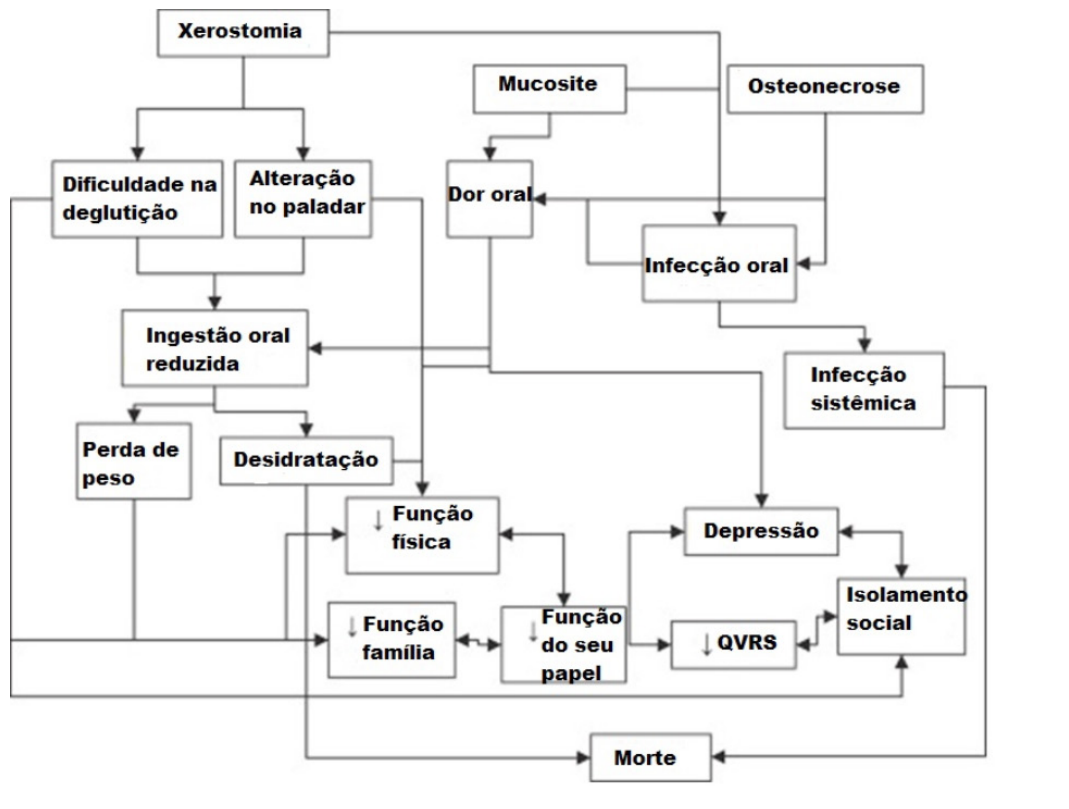 Xerostomia
Mucosite
Osteonecrose
Dificuldade na
deglutição
Alteração
no paladar
Dor oral
Infecção oral
Ingestão oral
reduzida
Infecção
sistêmica
Perda de
peso
Desidratação
↓ Função
física
Depressão
Isolamento
social
↓ Função
família
↓ Função
do seu
papel
↓ QVRS
Morte